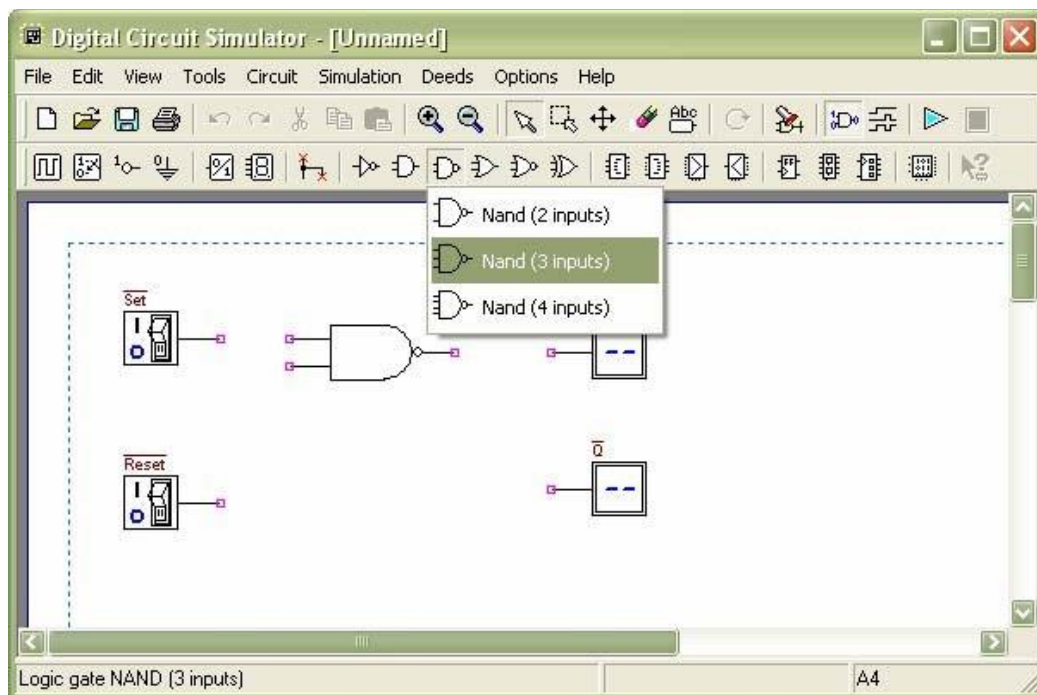 Digital Circuit Simulator - [Unnamed]
File Edit View Tools Circuit Simulation Deeds Options Help
Abc
Nand (2 inputs)
Nand (3 inputs)
Nand (4 inputs)
Set
Reset
Q
Logic gate NAND (3 inputs)
A4